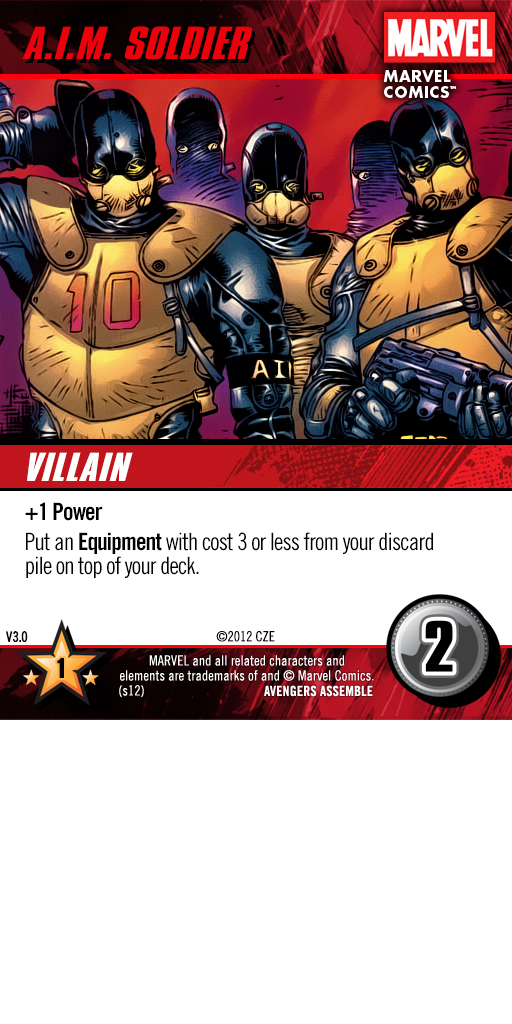 A.I.M. SOLDIER
MARVEL
MARVEL
COMICS™
10
AI
VILLAIN
+1 Power
Put an Equipment with cost 3 or less from your discard
pile on top of your deck.
V3.0
©2012 CZE
2
1
MARVEL and all related characters and
elements are trademarks of and © Marvel Comics.
(s12)
AVENGERS ASSEMBLE